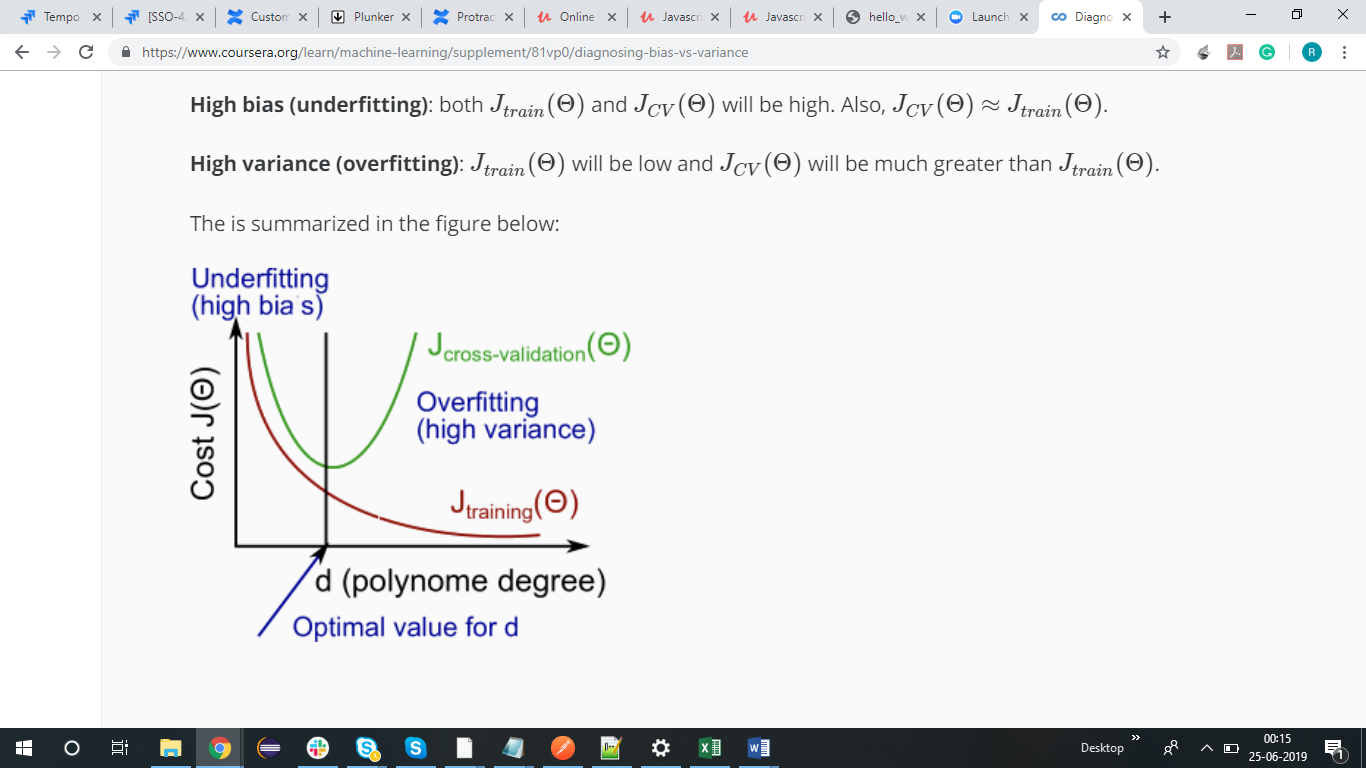 Tempo
[SSO-4
Custom
Plunker
Protrac
Online
Javascri
Javascri
hello_w
Launch
Diagno
https://www.coursera.org/learn/machine-learning/supplement/81vp0/diagnosing-bias-vs-variance
R
High bias (underfitting): both J_train(Θ) and J_CV(Θ) will be high. Also, J_CV(Θ) ≈ J_train(Θ).
High variance (overfitting): J_train(Θ) will be low and J_CV(Θ) will be much greater than J_train(Θ).
The is summarized in the figure below:
Underfitting
(high bias)
J_cross-validation(Θ)
Overfitting
(high variance)
Cost J(Θ)
J_training(Θ)
d (polynome degree)
Optimal value for d
Desktop
00:15
25-06-2019
1